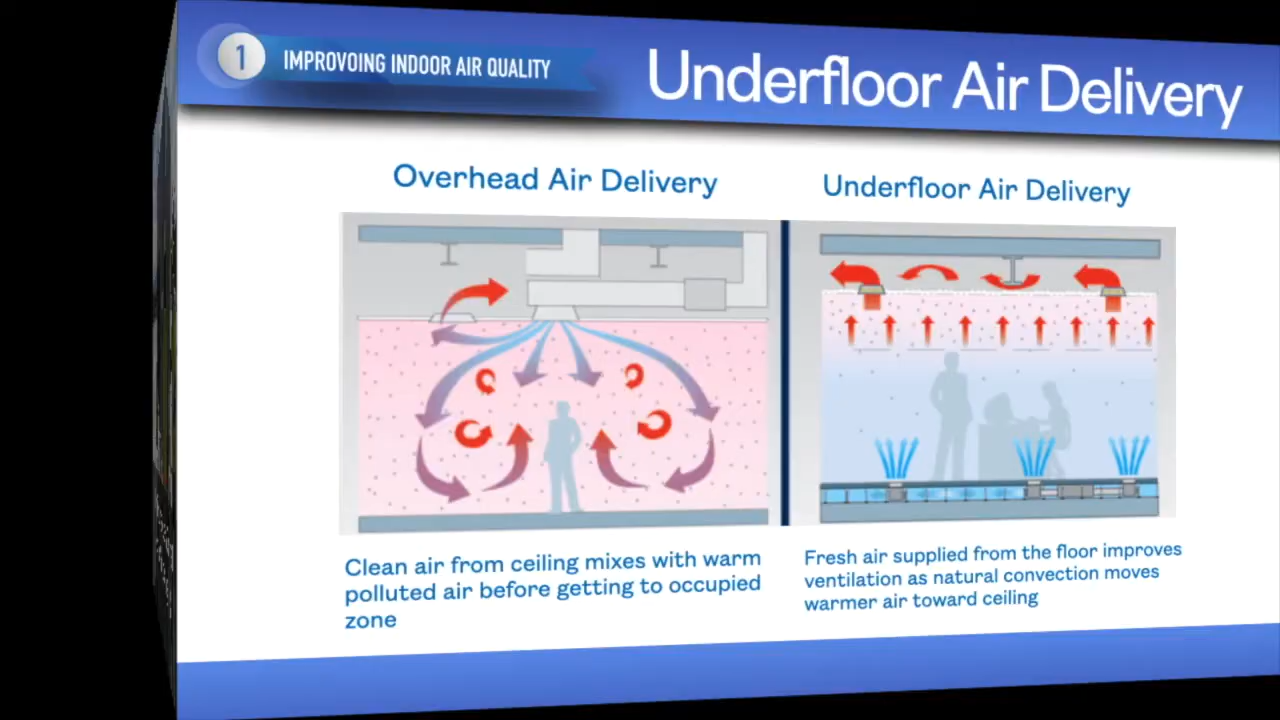 1
IMPROVOING INDOOR AIR QUALITY
Underfloor Air Delivery
Overhead Air Delivery
Underfloor Air Delivery
Clean air from ceiling mixes with warm
polluted air before getting to occupied
zone
Fresh air supplied from the floor improves
ventilation as natural convection moves
warmer air toward ceiling